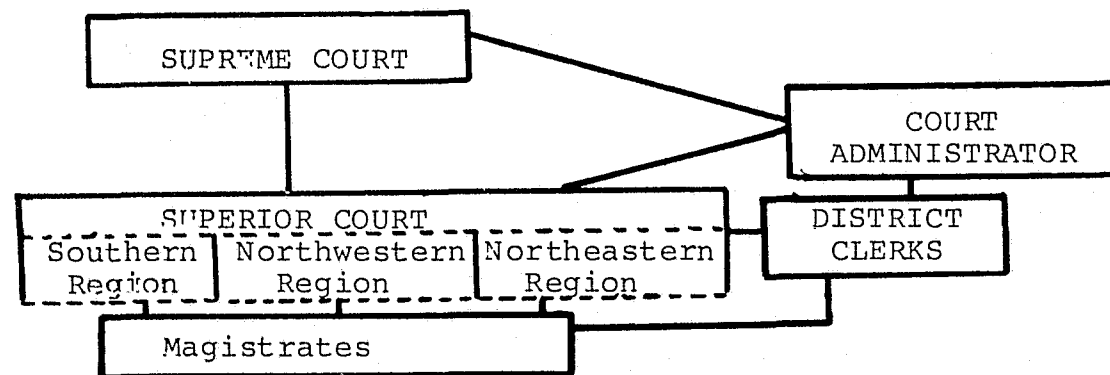 SUPREME COURT
COURT
ADMINISTRATOR
SUPERIOR COURT
DISTRICT
CLERKS
Southern
Region
Northwestern
Region
Northeastern
Region
Magistrates